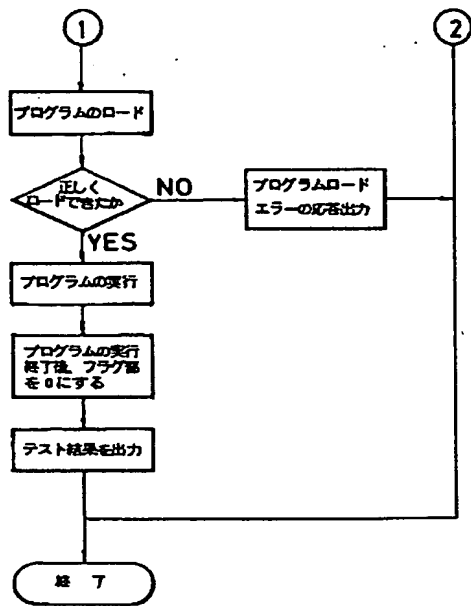 1
2
プログラムのロード
正しく
ロードできたか
NO
プログラムロード
エラーの応答出力
YES
プログラムの実行
プログラムの実行
終了後、フラグ部
を0にする
テスト結果を出力
終 了